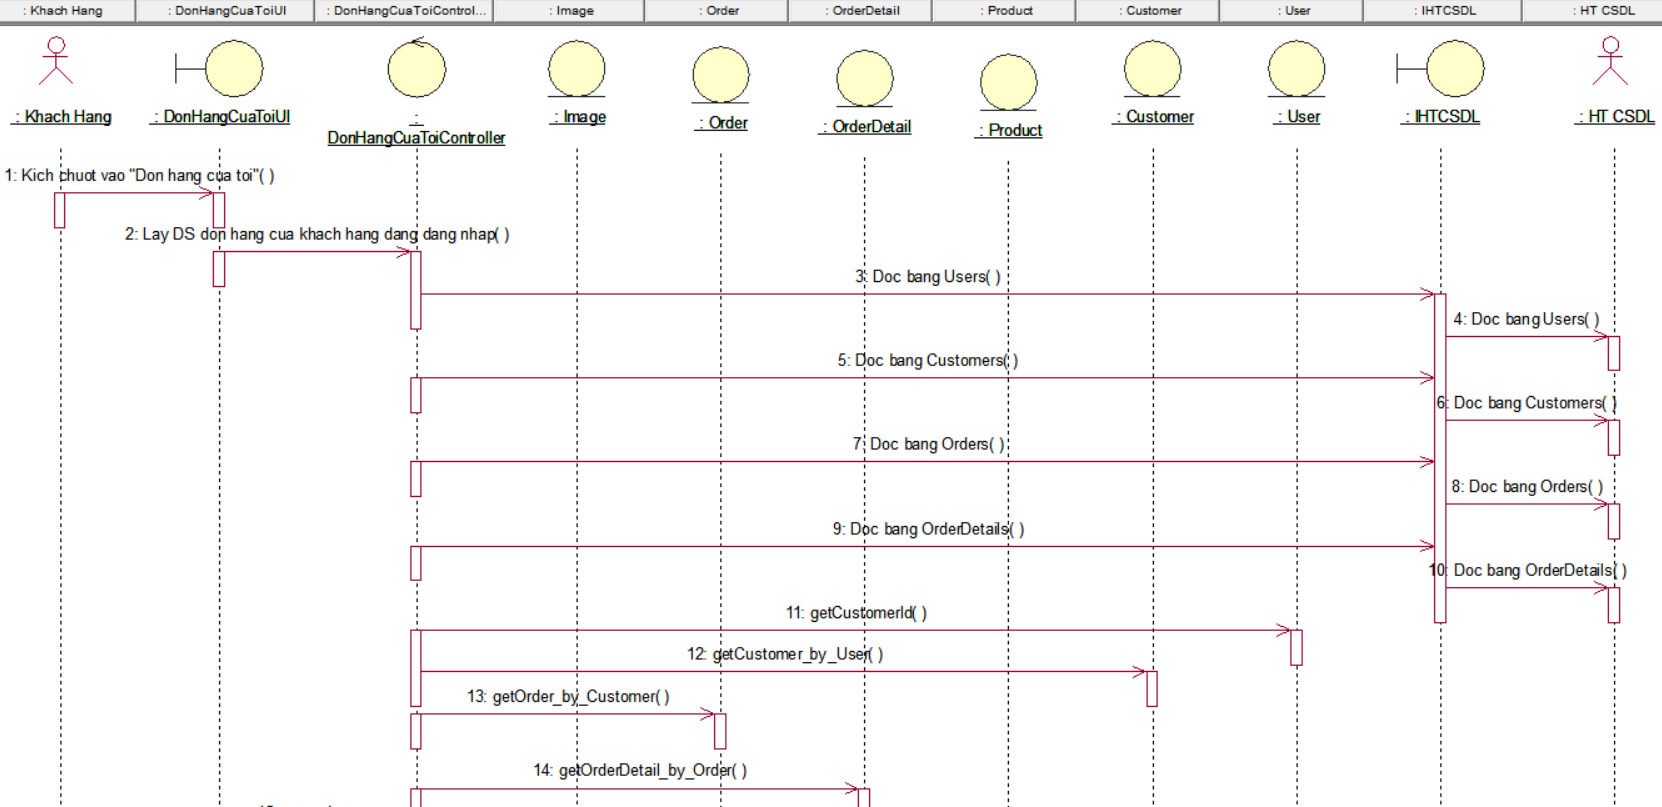 : Khach Hang
: DonHangCuaToiUI
: DonHangCuaToiControl...
: Image
: Order
: OrderDetail
: Product
: Customer
: User
: IHTCSDL
: HT CSDL
: Khach Hang
: DonHangCuaToiUI
:
DonHangCuaToiController
: Image
: Order
: OrderDetail
: Product
: Customer
: User
: IHTCSDL
: HT CSDL
1: Kich chuot vao "Don hang cua toi"( )
2: Lay DS don hang cua khach hang dang dang nhap( )
3: Doc bang Users( )
4: Doc bang Users( )
5: Doc bang Customers( )
6: Doc bang Customers( )
7: Doc bang Orders( )
8: Doc bang Orders( )
9: Doc bang OrderDetails( )
10: Doc bang OrderDetails( )
11: getCustomerId( )
12: getCustomer_by_User( )
13: getOrder_by_Customer( )
14: getOrderDetail_by_Order( )